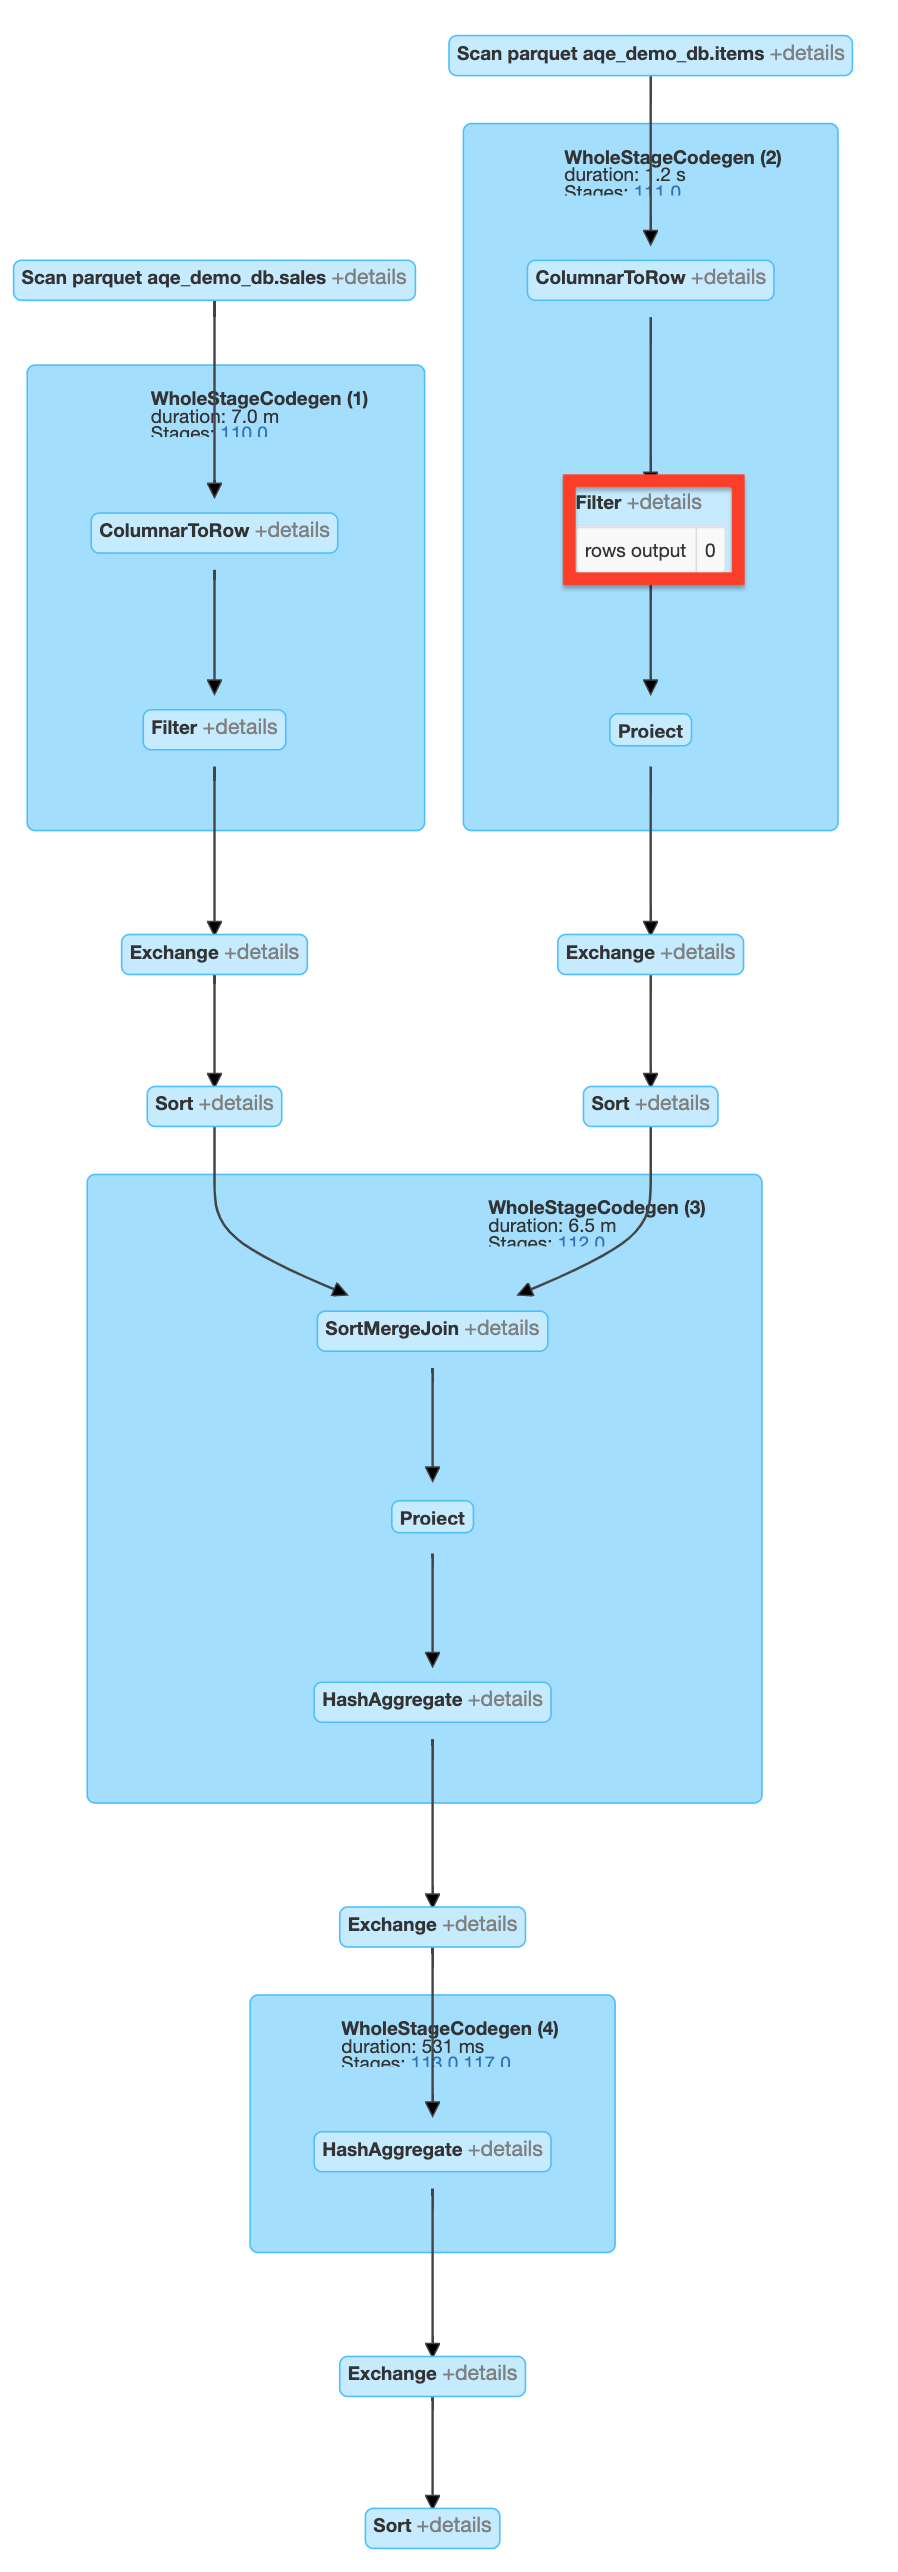 Scan parquet aqe_demo_db.items +details
WholeStageCodegen (2)
duration: 1.2 s
Stages: 111.0
ColumnarToRow +details
Scan parquet aqe_demo_db.sales +details
WholeStageCodegen (1)
duration: 7.0 m
Stages: 110.0
Filter +details
rows output 0
ColumnarToRow +details
Filter +details
Project
Exchange +details
Exchange +details
Sort +details
Sort +details
WholeStageCodegen (3)
duration: 6.5 m
Stages: 112.0
SortMergeJoin +details
Project
HashAggregate +details
Exchange +details
WholeStageCodegen (4)
duration: 531 ms
Stages: 113.0 117.0
HashAggregate +details
Exchange +details
Sort +details